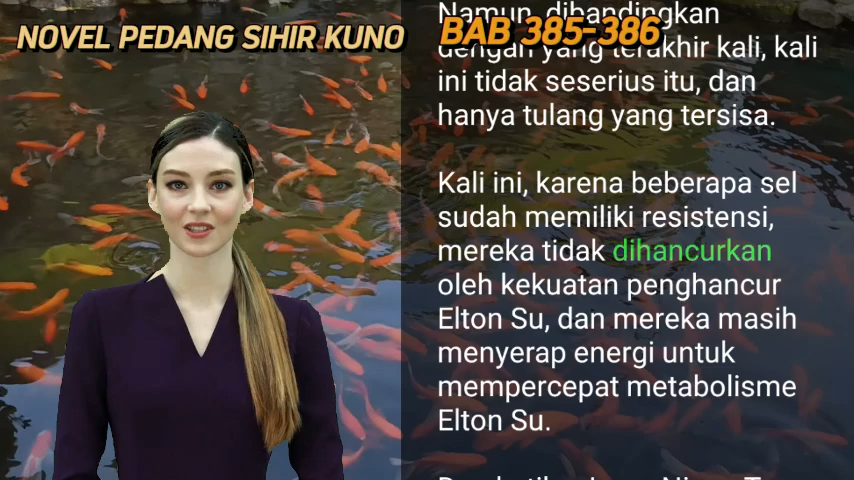 NOVEL PEDANG SIHIR KUNO
BAB 385-386
Namun, dibandingkan
dengan yang terakhir kali, kali
ini tidak seserius itu, dan
hanya tulang yang tersisa.
Kali ini, karena beberapa sel
sudah memiliki resistensi,
mereka tidak dihancurkan
oleh kekuatan penghancur
Elton Su, dan mereka masih
menyerap energi untuk
mempercepat metabolisme
Elton Su.